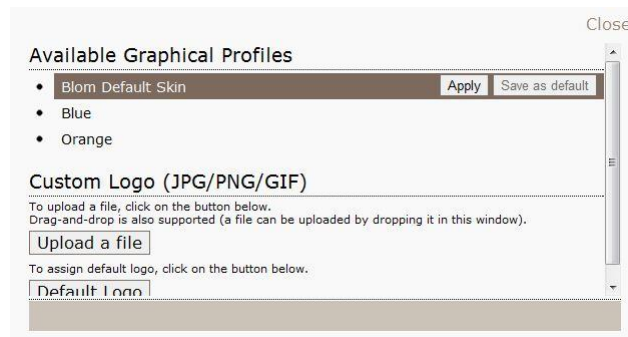 Close
Available Graphical Profiles
• Blom Default Skin Apply Save as default
• Blue
• Orange
Custom Logo (JPG/PNG/GIF)
To upload a file, click on the button below.
Drag-and-drop is also supported (a file can be uploaded by dropping it in this window).
Upload a file
To assign default logo, click on the button below.
Default Logo